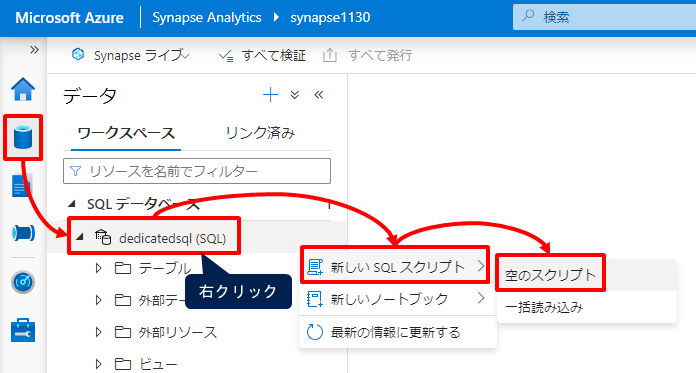 Microsoft Azure Synapse Analytics synapse1130 検索
Synapse ライブ すべて検証 すべて発行
データ
ワークスペース リンク済み
リソースを名前でフィルター
SQL データベース 1
dedicatedsql (SQL)
テーブル
外部テー
外部リソース
ビュー
右クリック
新しい SQL スクリプト
新しいノートブック
最新の情報に更新する
空のスクリプト
一括読み込み